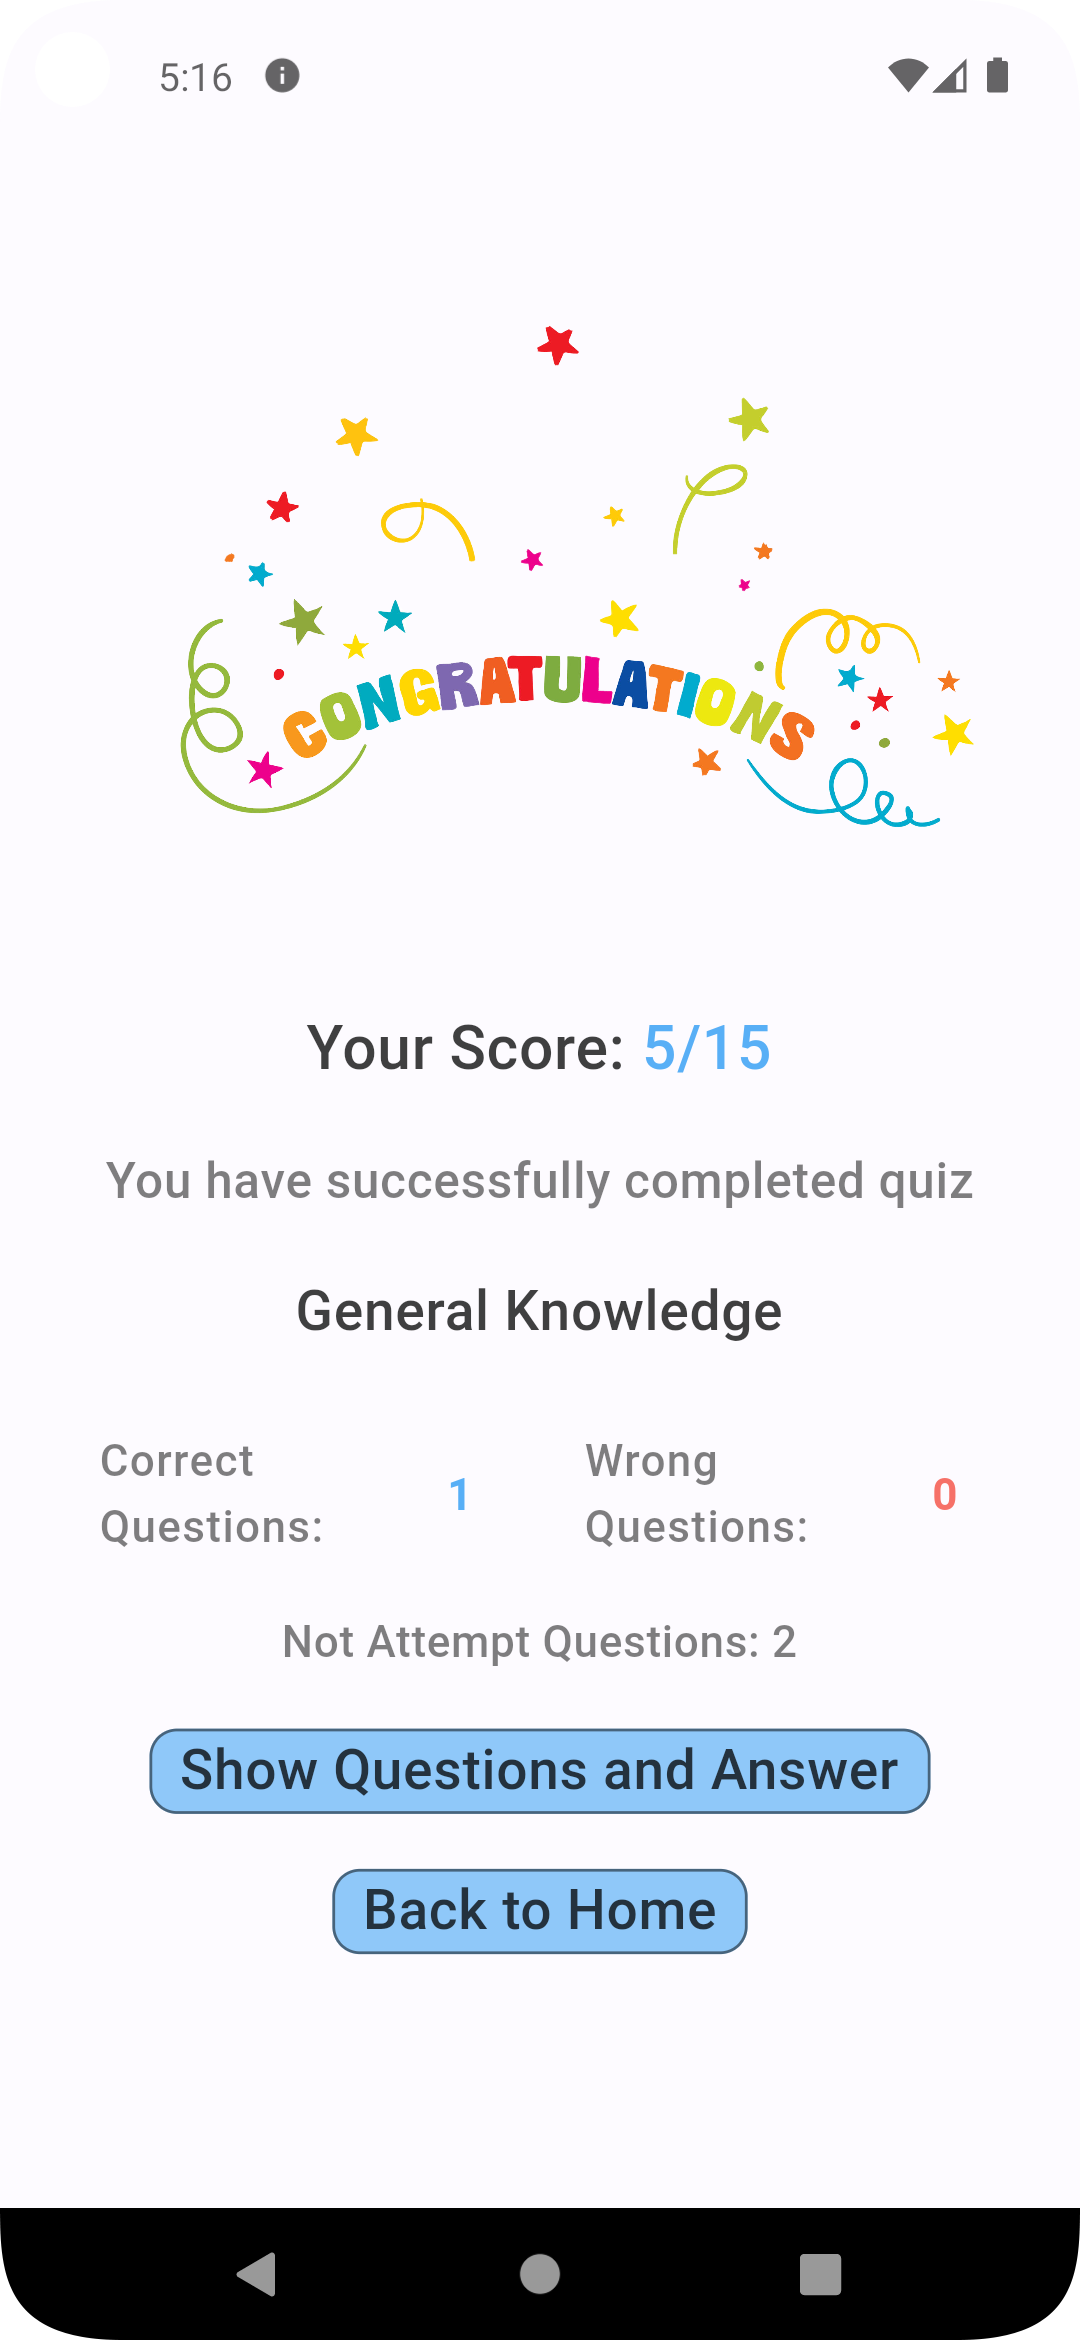 5:16
CONGRATULATIONS
Your Score: 5/15
You have successfully completed quiz
General Knowledge
Correct
Questions:
1
Wrong
Questions:
0
Not Attempt Questions: 2
Show Questions and Answer
Back to Home